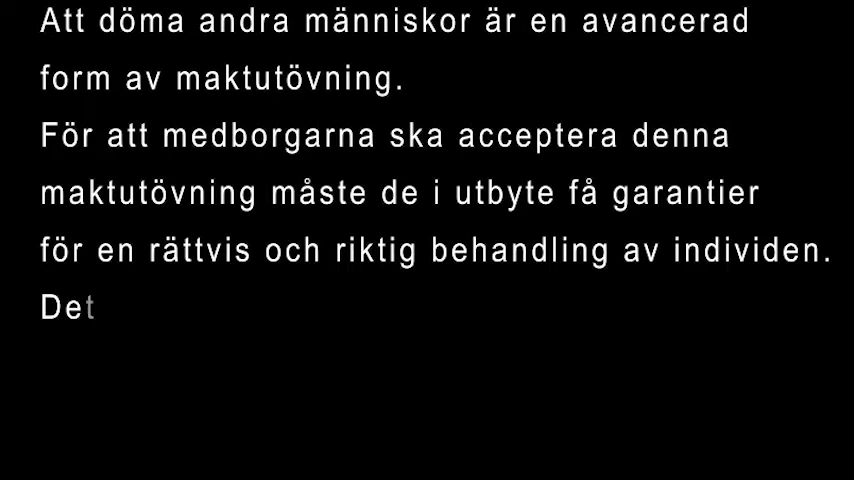 Att döma andra människor är en avancerad
form av maktutövning.
För att medborgarna ska acceptera denna
maktutövning måste de i utbyte få garantier
för en rättvis och riktig behandling av individen.
Det